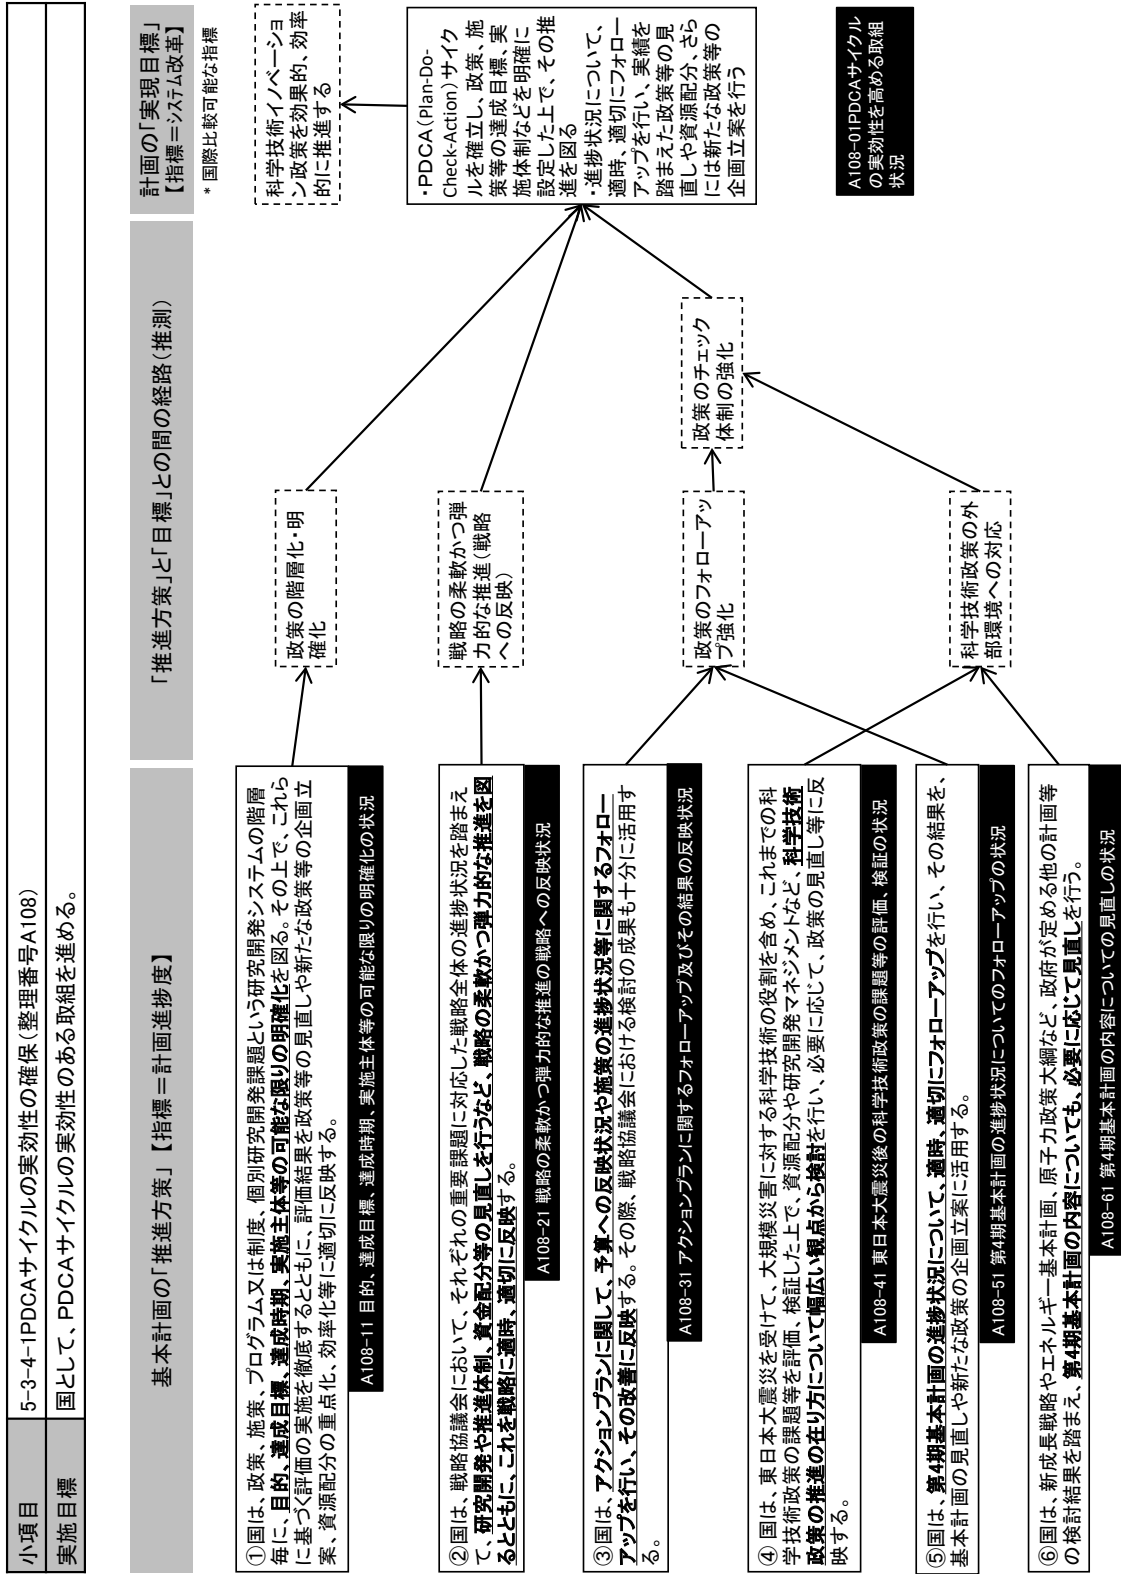 小項目
5-3-4-1PDCAサイクルの実効性の確保(整理番号A108)
実施目標
国として、PDCAサイクルの実効性のある取組を進める。
基本計画の「推進方策」【指標=計画進捗度】
「推進方策」と「目標」との間の経路(推測)
計画の「実現目標」
【指標=システム改革】
*国際比較可能な指標
①国は、政策、施策、プログラム又は制度、個別研究開発課題という研究開発システムの階層
毎に、目的、達成目標、達成時期、実施主体等の可能な限りの明確化を図る。その上で、これら
に基づく評価の実施を徹底するとともに、評価結果を政策等の見直しや新たな政策等の企画立
案、資源配分の重点化、効率化等に適切に反映する。
A108-11 目的、達成目標、達成時期、実施主体等の可能な限りの明確化の状況
②国は、戦略協議会において、それぞれの重要課題に対応した戦略全体の進捗状況を踏まえ
て、研究開発や推進体制、資金配分等の見直しを行うなど、戦略の柔軟かつ弾力的な推進を図
るとともに、これを戦略に適時、適切に反映する。
A108-21 戦略の柔軟かつ弾力的な推進の戦略への反映状況
③国は、アクションプランに関して、予算への反映状況や施策の進捗状況等に関するフォロー
アップを行い、その改善に反映する。その際、戦略協議会における検討の成果も十分に活用す
る。
A108-31 アクションプランに関するフォローアップ及びその結果の反映状況
④国は、東日本大震災を受けて、大規模災害に対する科学技術の役割を含め、これまでの科
学技術政策の課題等を評価、検証した上で、資源配分や研究開発マネジメントなど、科学技術
政策の推進の在り方について幅広い観点から検討を行い、必要に応じて、政策の見直し等に反
映する。
A108-41 東日本大震災後の科学技術政策の課題等の評価、検証の状況
⑤国は、第4期基本計画の進捗状況について、適時、適切にフォローアップを行い、その結果を、
基本計画の見直しや新たな政策の企画立案に活用する。
A108-51 第4期基本計画の進捗状況についてのフォローアップの状況
⑥国は、新成長戦略やエネルギー基本計画、原子力政策大綱など、政府が定める他の計画等
の検討結果を踏まえ、第4期基本計画の内容についても、必要に応じて見直しを行う。
A108-61 第4期基本計画の内容についての見直しの状況
政策の階層化・明
確化
戦略の柔軟かつ弾
力的な推進(戦略
への反映)
政策のフォローアッ
プ強化
科学技術政策の外
部環境への対応
政策のチェック
体制の強化
科学技術イノベーショ
ン政策を効果的、効率
的に推進する
・PDCA(Plan-Do-
Check-Action)サイク
ルを確立し、政策、施
策等の達成目標、実
施体制などを明確に
設定した上で、その推
進を図る
・進捗状況について、
適時、適切にフォロー
アップを行い、実績を
踏まえた政策等の見
直しや資源配分、さら
には新たな政策等の
企画立案を行う
A108-01PDCAサイクル
の実効性を高める取組
状況